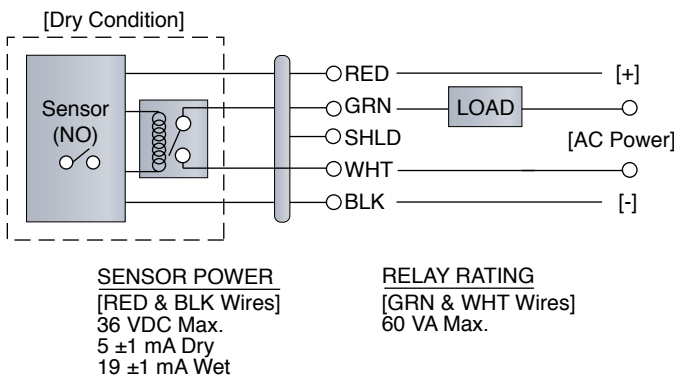 [Dry Condition]
Sensor
(NO)
RED
[+]
GRN
LOAD
SHLD
[AC Power]
WHT
BLK
[-]
SENSOR POWER
[RED & BLK Wires]
36 VDC Max.
5 ±1 mA Dry
19 ±1 mA Wet
RELAY RATING
[GRN & WHT Wires]
60 VA Max.